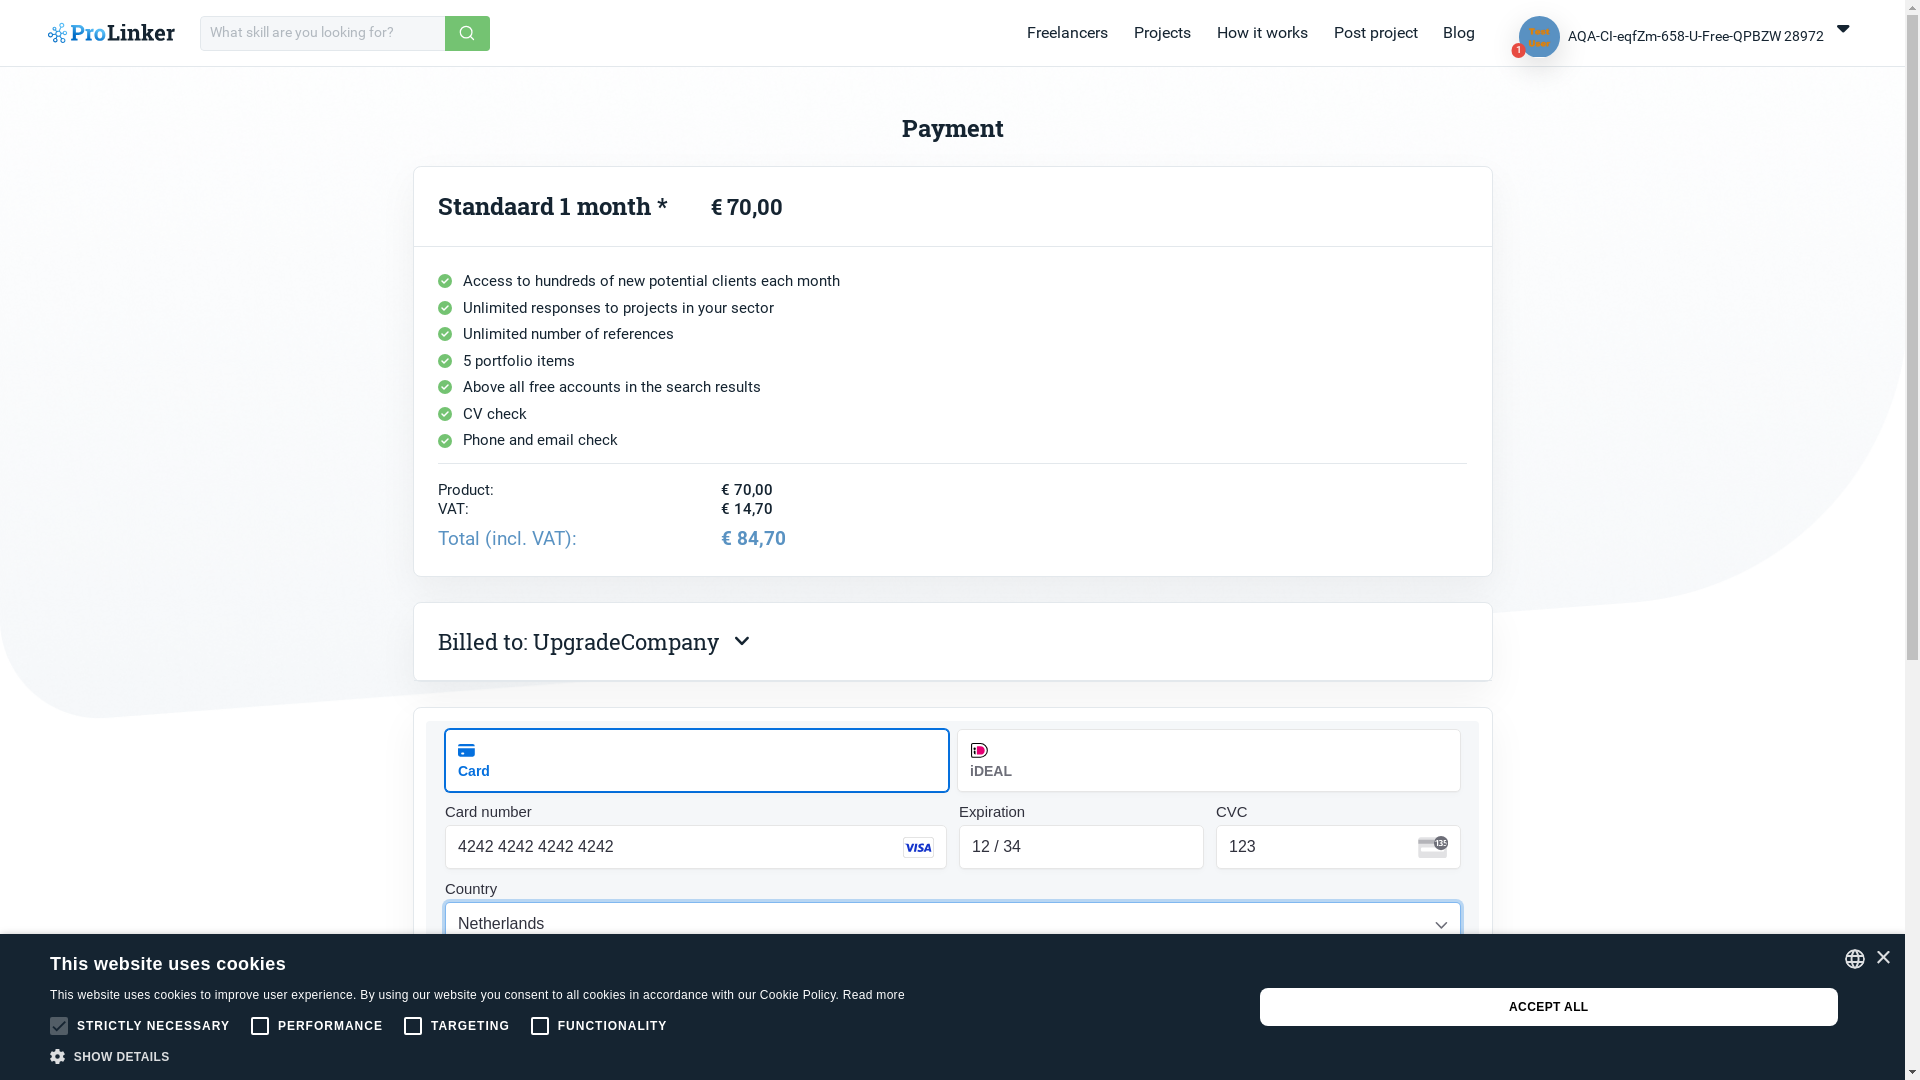 ProLinker
What skill are you looking for?
Freelancers
Projects
How it works
Post project
Blog
Test User
1
AQA-CI-eqfZm-658-U-Free-QPBZW 28972
Payment
Standaard 1 month * € 70,00
Access to hundreds of new potential clients each month
Unlimited responses to projects in your sector
Unlimited number of references
5 portfolio items
Above all free accounts in the search results
CV check
Phone and email check
Product: € 70,00
VAT: € 14,70
Total (incl. VAT): € 84,70
Billed to: UpgradeCompany
Card
iDEAL
Card number
Expiration
CVC
4242 4242 4242 4242
VISA
12 / 34
123
135
Country
Netherlands
This website uses cookies
This website uses cookies to improve user experience. By using our website you consent to all cookies in accordance with our Cookie Policy. Read more
STRICTLY NECESSARY
PERFORMANCE
TARGETING
FUNCTIONALITY
SHOW DETAILS
ACCEPT ALL